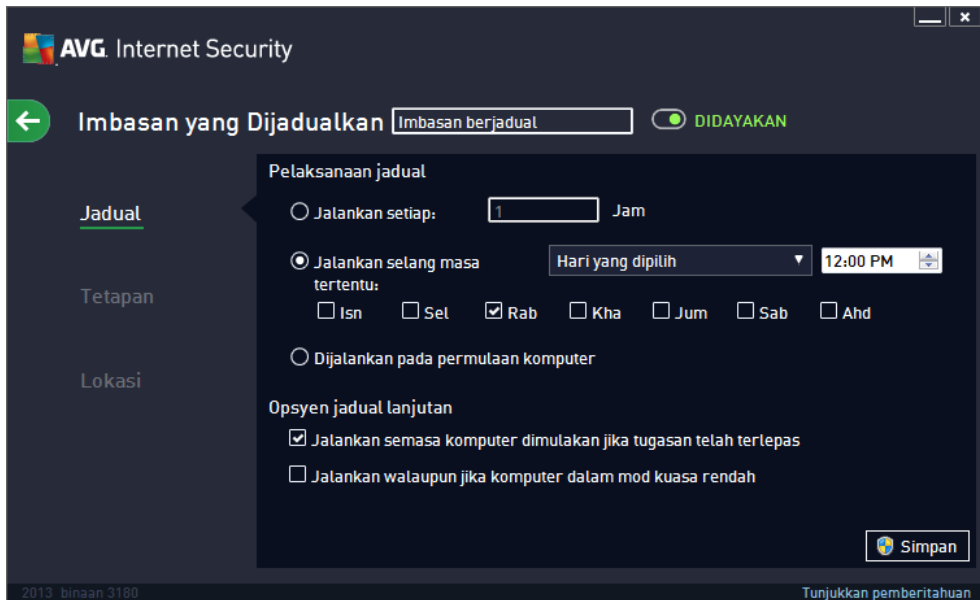 AVG. Internet Security
Imbasan yang Dijadualkan Imbasan berjadual DIDAYAKAN
Jadual
Tetapan
Lokasi
Pelaksanaan jadual
Jalankan setiap: 1 Jam
Jalankan selang masa tertentu: Hari yang dipilih 12:00 PM
Isn Sel Rab Kha Jum Sab Ahd
Dijalankan pada permulaan komputer
Opsyen jadual lanjutan
Jalankan semasa komputer dimulakan jika tugasan telah terlepas
Jalankan walaupun jika komputer dalam mod kuasa rendah
Simpan
2013 binaan 3180 Tunjukkan pemberitahuan